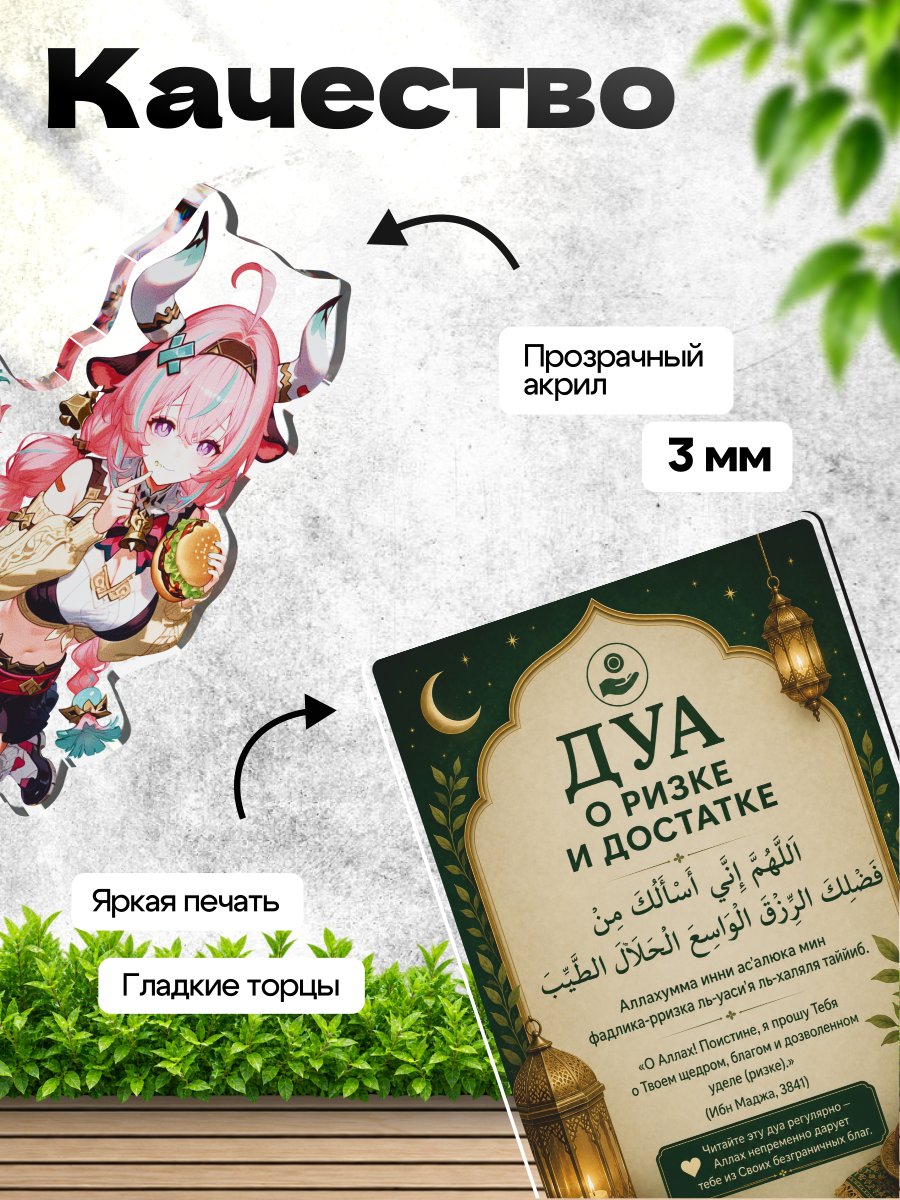 Качество
Прозрачный
акрил
3 мм
ДУА
О РИЗКЕ
И ДОСТАТКЕ
اَللَّهُمَّ إِنَّي أَسْأَلُكَ مِنْ
فَضْلِكَ الرِّزْقَ الْوَاسِعَ الْحَلَالَ الطَّيِّبَ
Аллахумма инни ас'алюка мин
фадлика-рризка ль-уаси'я ль-халяля таййиб.
«О Аллах! Поистине, я прошу Тебя
о Твоем щедром, благом и дозволенном
уделе (ризке).»
(Ибн Маджа, 3841)
Читайте эту дуа регулярно –
Аллах непременно дарует
тебе из Своих безграничных благ.
Яркая печать
Гладкие торцы